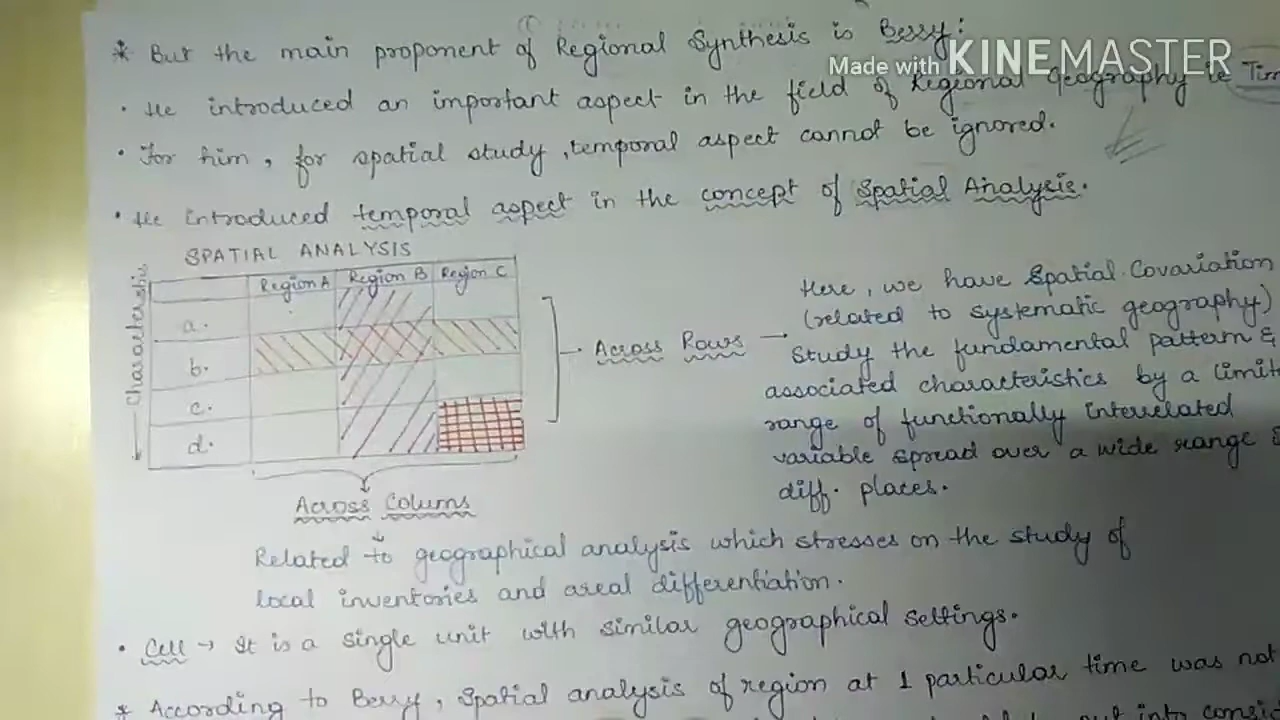 * But the main proponent of Regional Synthesis is Berry:
Made with KINEMASTER
• He introduced an important aspect in the field of Regional Geography ie
• For him, for spatial study, temporal aspect cannot be ignored.
• He introduced temporal aspect in the concept of Spatial Analysis.
SPATIAL ANALYSIS
Region A Region B Region C
a.
b.
c.
d.
Across Rows →
Here, we have Spatial Covariation
(related to systematic geography)
Study the fundamental pattern &
associated characteristics by a
range of functionally interrelated
variable spread over a wide range
diff. places.
Across Colums
Related to geographical analysis which stresses on the study of
local inventories and areal differentiation.
• Cell → It is a single unit with similar geographical settings.
* According to Berry, Spatial analysis of region at 1 particular time was not